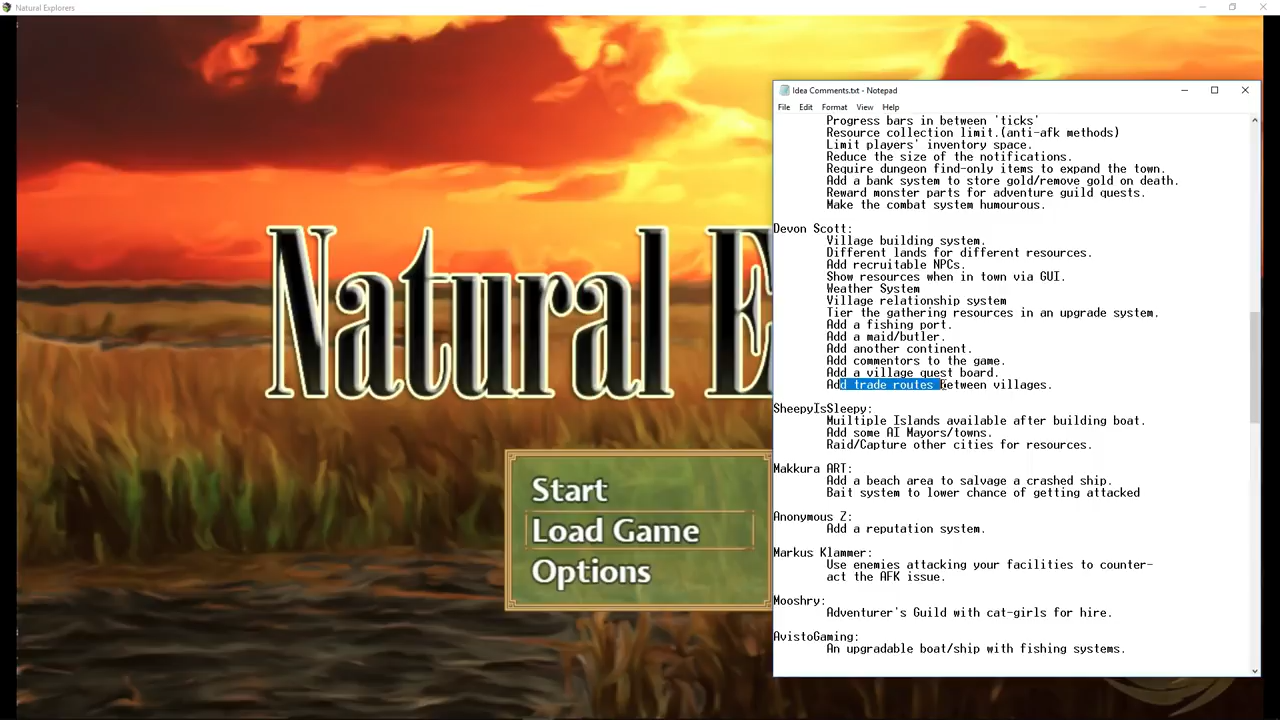 Natural Explorers
Natural E
Start
Load Game
Options
Idea Comments.txt - Notepad
File Edit Format View Help
Progress bars in between 'ticks'
Resource collection limit.(anti-afk methods)
Limit players' inventory space.
Reduce the size of the notifications.
Require dungeon find-only items to expand the town.
Add a bank system to store gold/remove gold on death.
Reward monster parts for adventure guild quests.
Make the combat system humourous.
Devon Scott:
Village building system.
Different lands for different resources.
Add recruitable NPCs.
Show resources when in town via GUI.
Weather System
Village relationship system
Tier the gathering resources in an upgrade system.
Add a fishing port.
Add a maid/butler.
Add another continent.
Add commentors to the game.
Add a village quest board.
Add trade routes between villages.
SheepyIsSleepy:
Muiltiple Islands available after building boat.
Add some AI Mayors/towns.
Raid/Capture other cities for resources.
Makkura ART:
Add a beach area to salvage a crashed ship.
Bait system to lower chance of getting attacked
Anonymous Z:
Add a reputation system.
Markus Klammer:
Use enemies attacking your facilities to counter-
act the AFK issue.
Mooshry:
Adventurer's Guild with cat-girls for hire.
AvistoGaming:
An upgradable boat/ship with fishing systems.